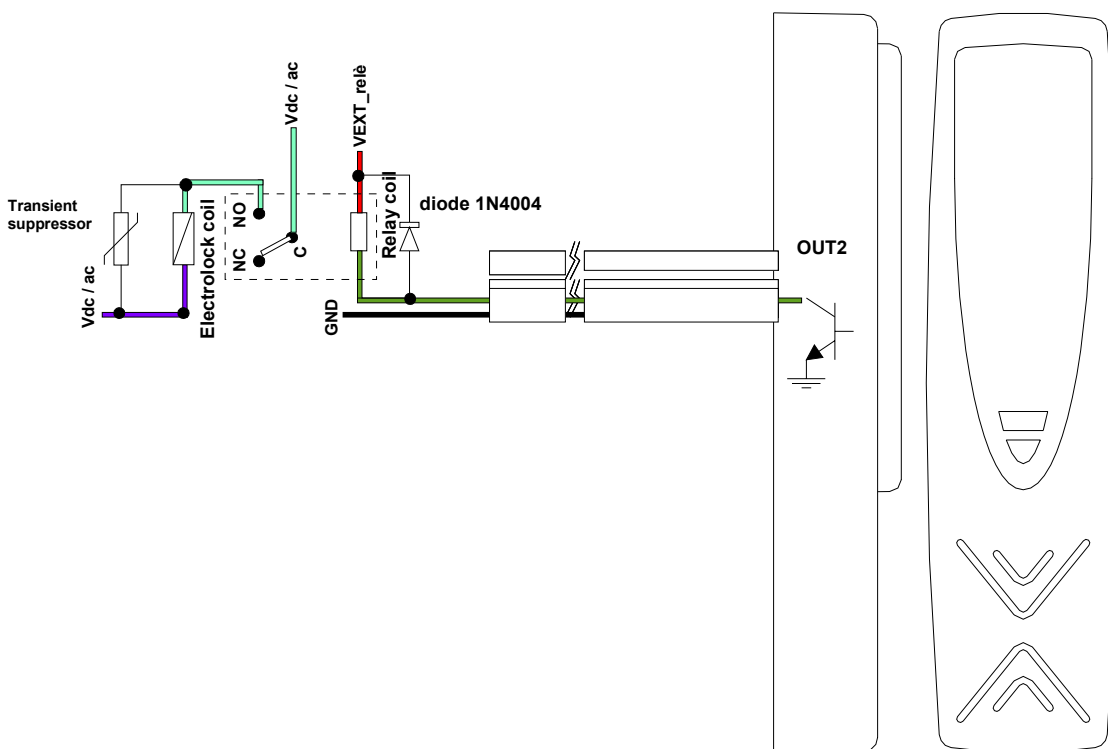 Vdc / ac
VEXT_relè
Transient
suppressor
Electrolock coil
NO
NC
C
Relay coil
diode 1N4004
OUT2
Vdc / ac
GND